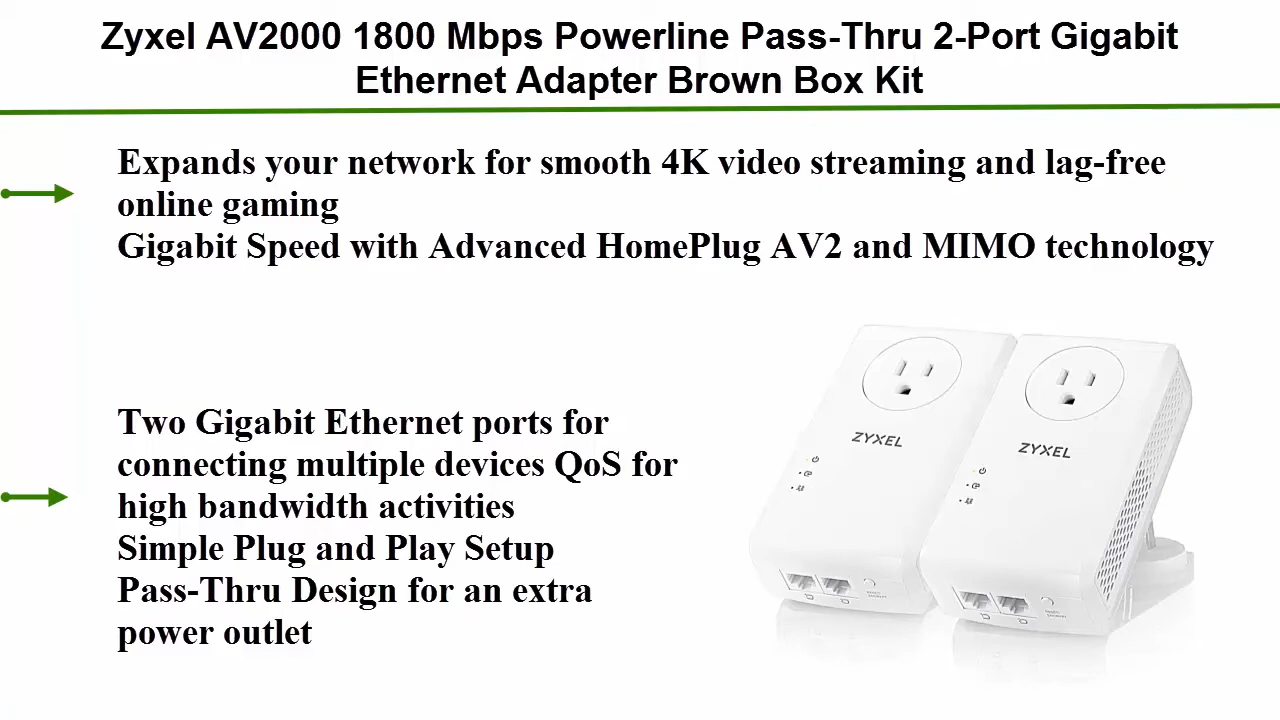 Zyxel AV2000 1800 Mbps Powerline Pass-Thru 2-Port Gigabit
Ethernet Adapter Brown Box Kit
Expands your network for smooth 4K video streaming and lag-free
online gaming
Gigabit Speed with Advanced HomePlug AV2 and MIMO technology
Two Gigabit Ethernet ports for
connecting multiple devices QoS for
high bandwidth activities
Simple Plug and Play Setup
Pass-Thru Design for an extra
power outlet
ZYXEL
ZYXEL